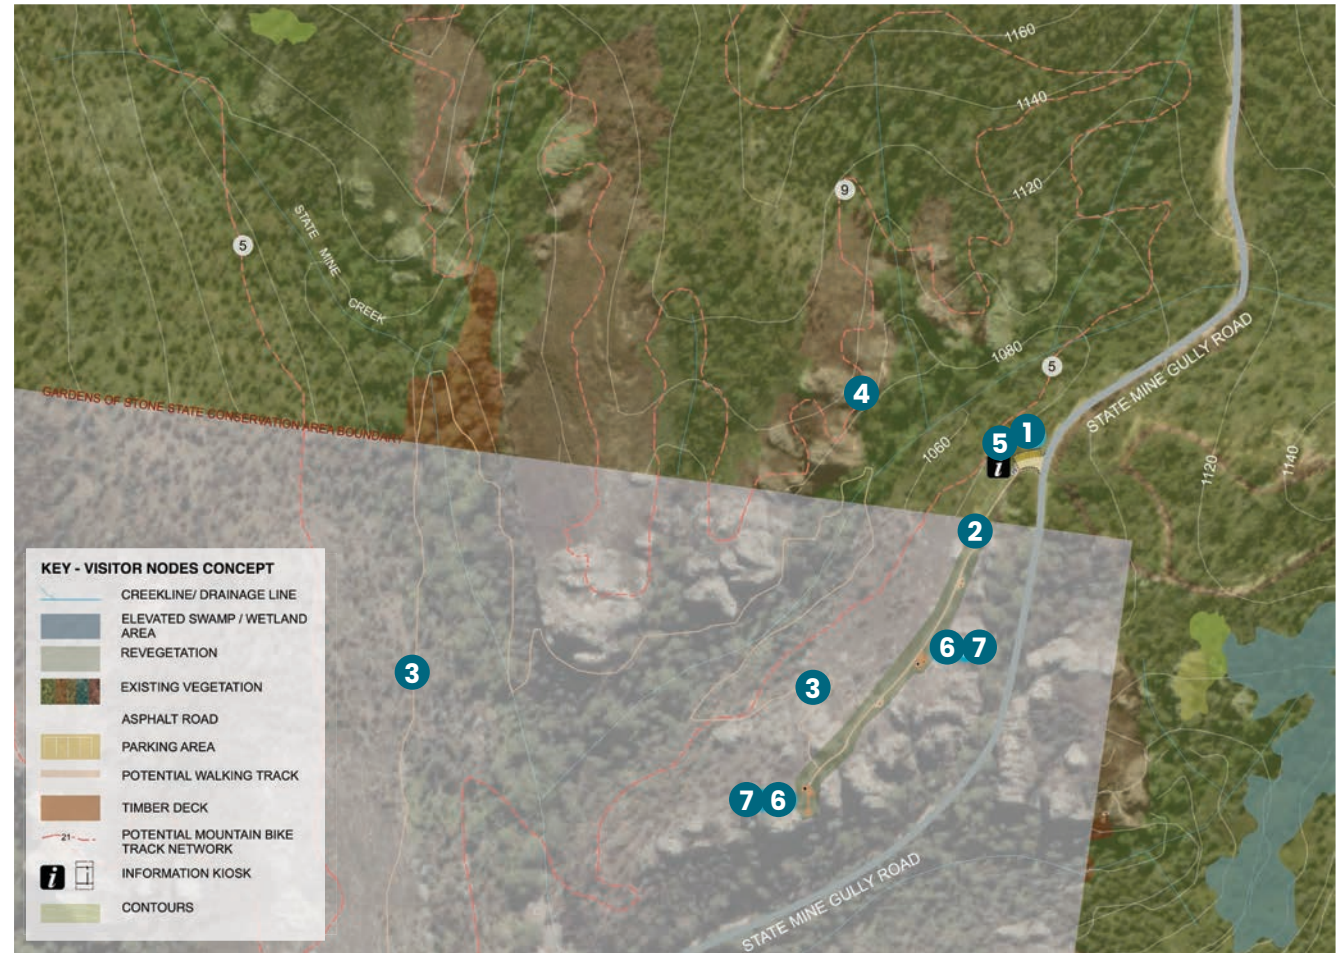 1160
1140
9
1120
5
STATE MINE
CREEK
1080
5
STATE MINE GULLY ROAD
GARDENS OF STONE STATE CONSERVATION AREA BOUNDARY
4
1060
5 1
i
1120
1140
2
6 7
3
3
7 6
STATE MINE GULLY ROAD
KEY - VISITOR NODES CONCEPT
CREEKLINE/ DRAINAGE LINE
ELEVATED SWAMP / WETLAND
AREA
REVEGETATION
EXISTING VEGETATION
ASPHALT ROAD
PARKING AREA
POTENTIAL WALKING TRACK
TIMBER DECK
21
POTENTIAL MOUNTAIN BIKE
TRACK NETWORK
i
INFORMATION KIOSK
CONTOURS